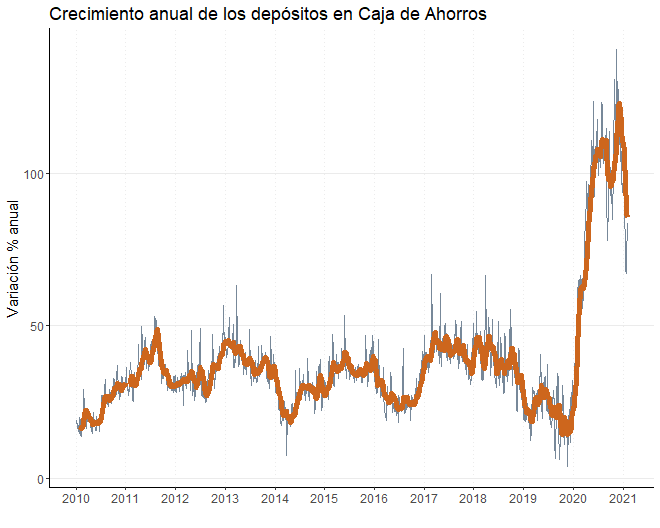 Crecimiento anual de los depósitos en Caja de Ahorros
Variación % anual
100
50
0
2010 2011 2012 2013 2014 2015 2016 2017 2018 2019 2020 2021